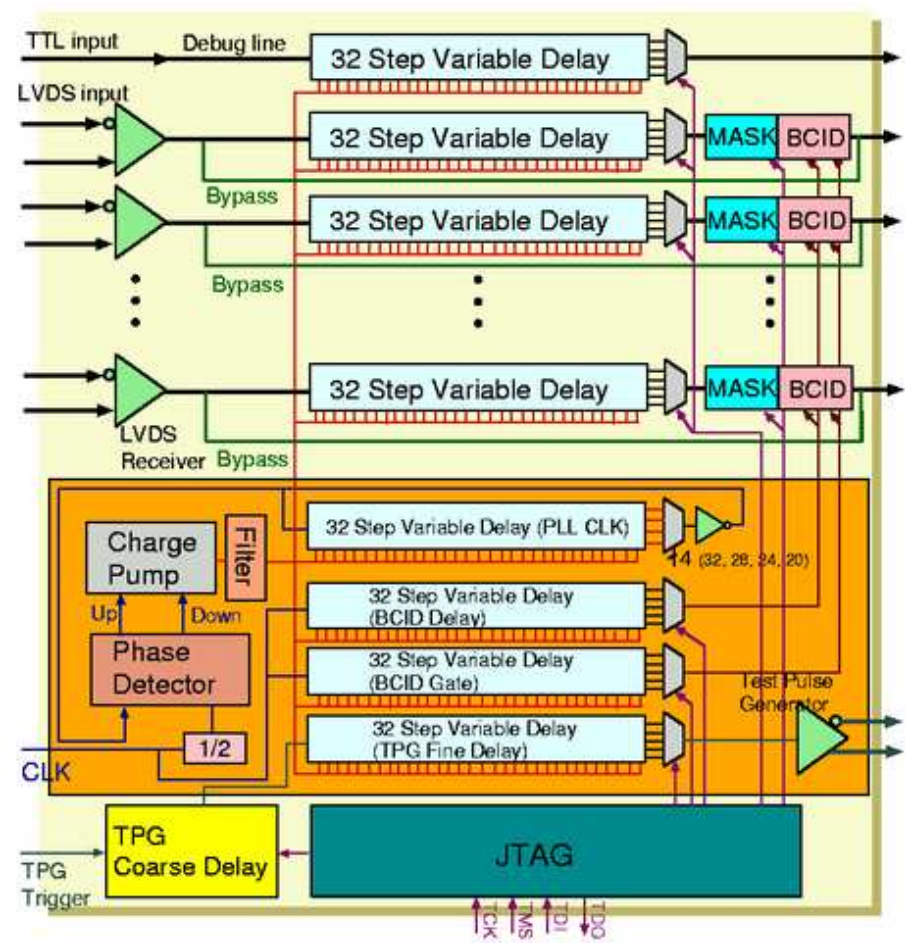 TTL input
Debug line
32 Step Variable Delay
LVDS input
32 Step Variable Delay
MASK
BCID
Bypass
32 Step Variable Delay
MASK
BCID
Bypass
32 Step Variable Delay
MASK
BCID
LVDS
Receiver
Bypass
32 Step Variable Delay (PLL CLK)
4 (32, 28, 24, 20)
Charge
Pump
Filter
Up
Down
32 Step Variable Delay
(BCID Delay)
Phase
Detector
32 Step Variable Delay
(BCID Gate)
Test Pulse
Generator
32 Step Variable Delay
(TPG Fine Delay)
1/2
CLK
TPG
Coarse Delay
JTAG
TPG
Trigger
TCK
TMS
TDI
TDO